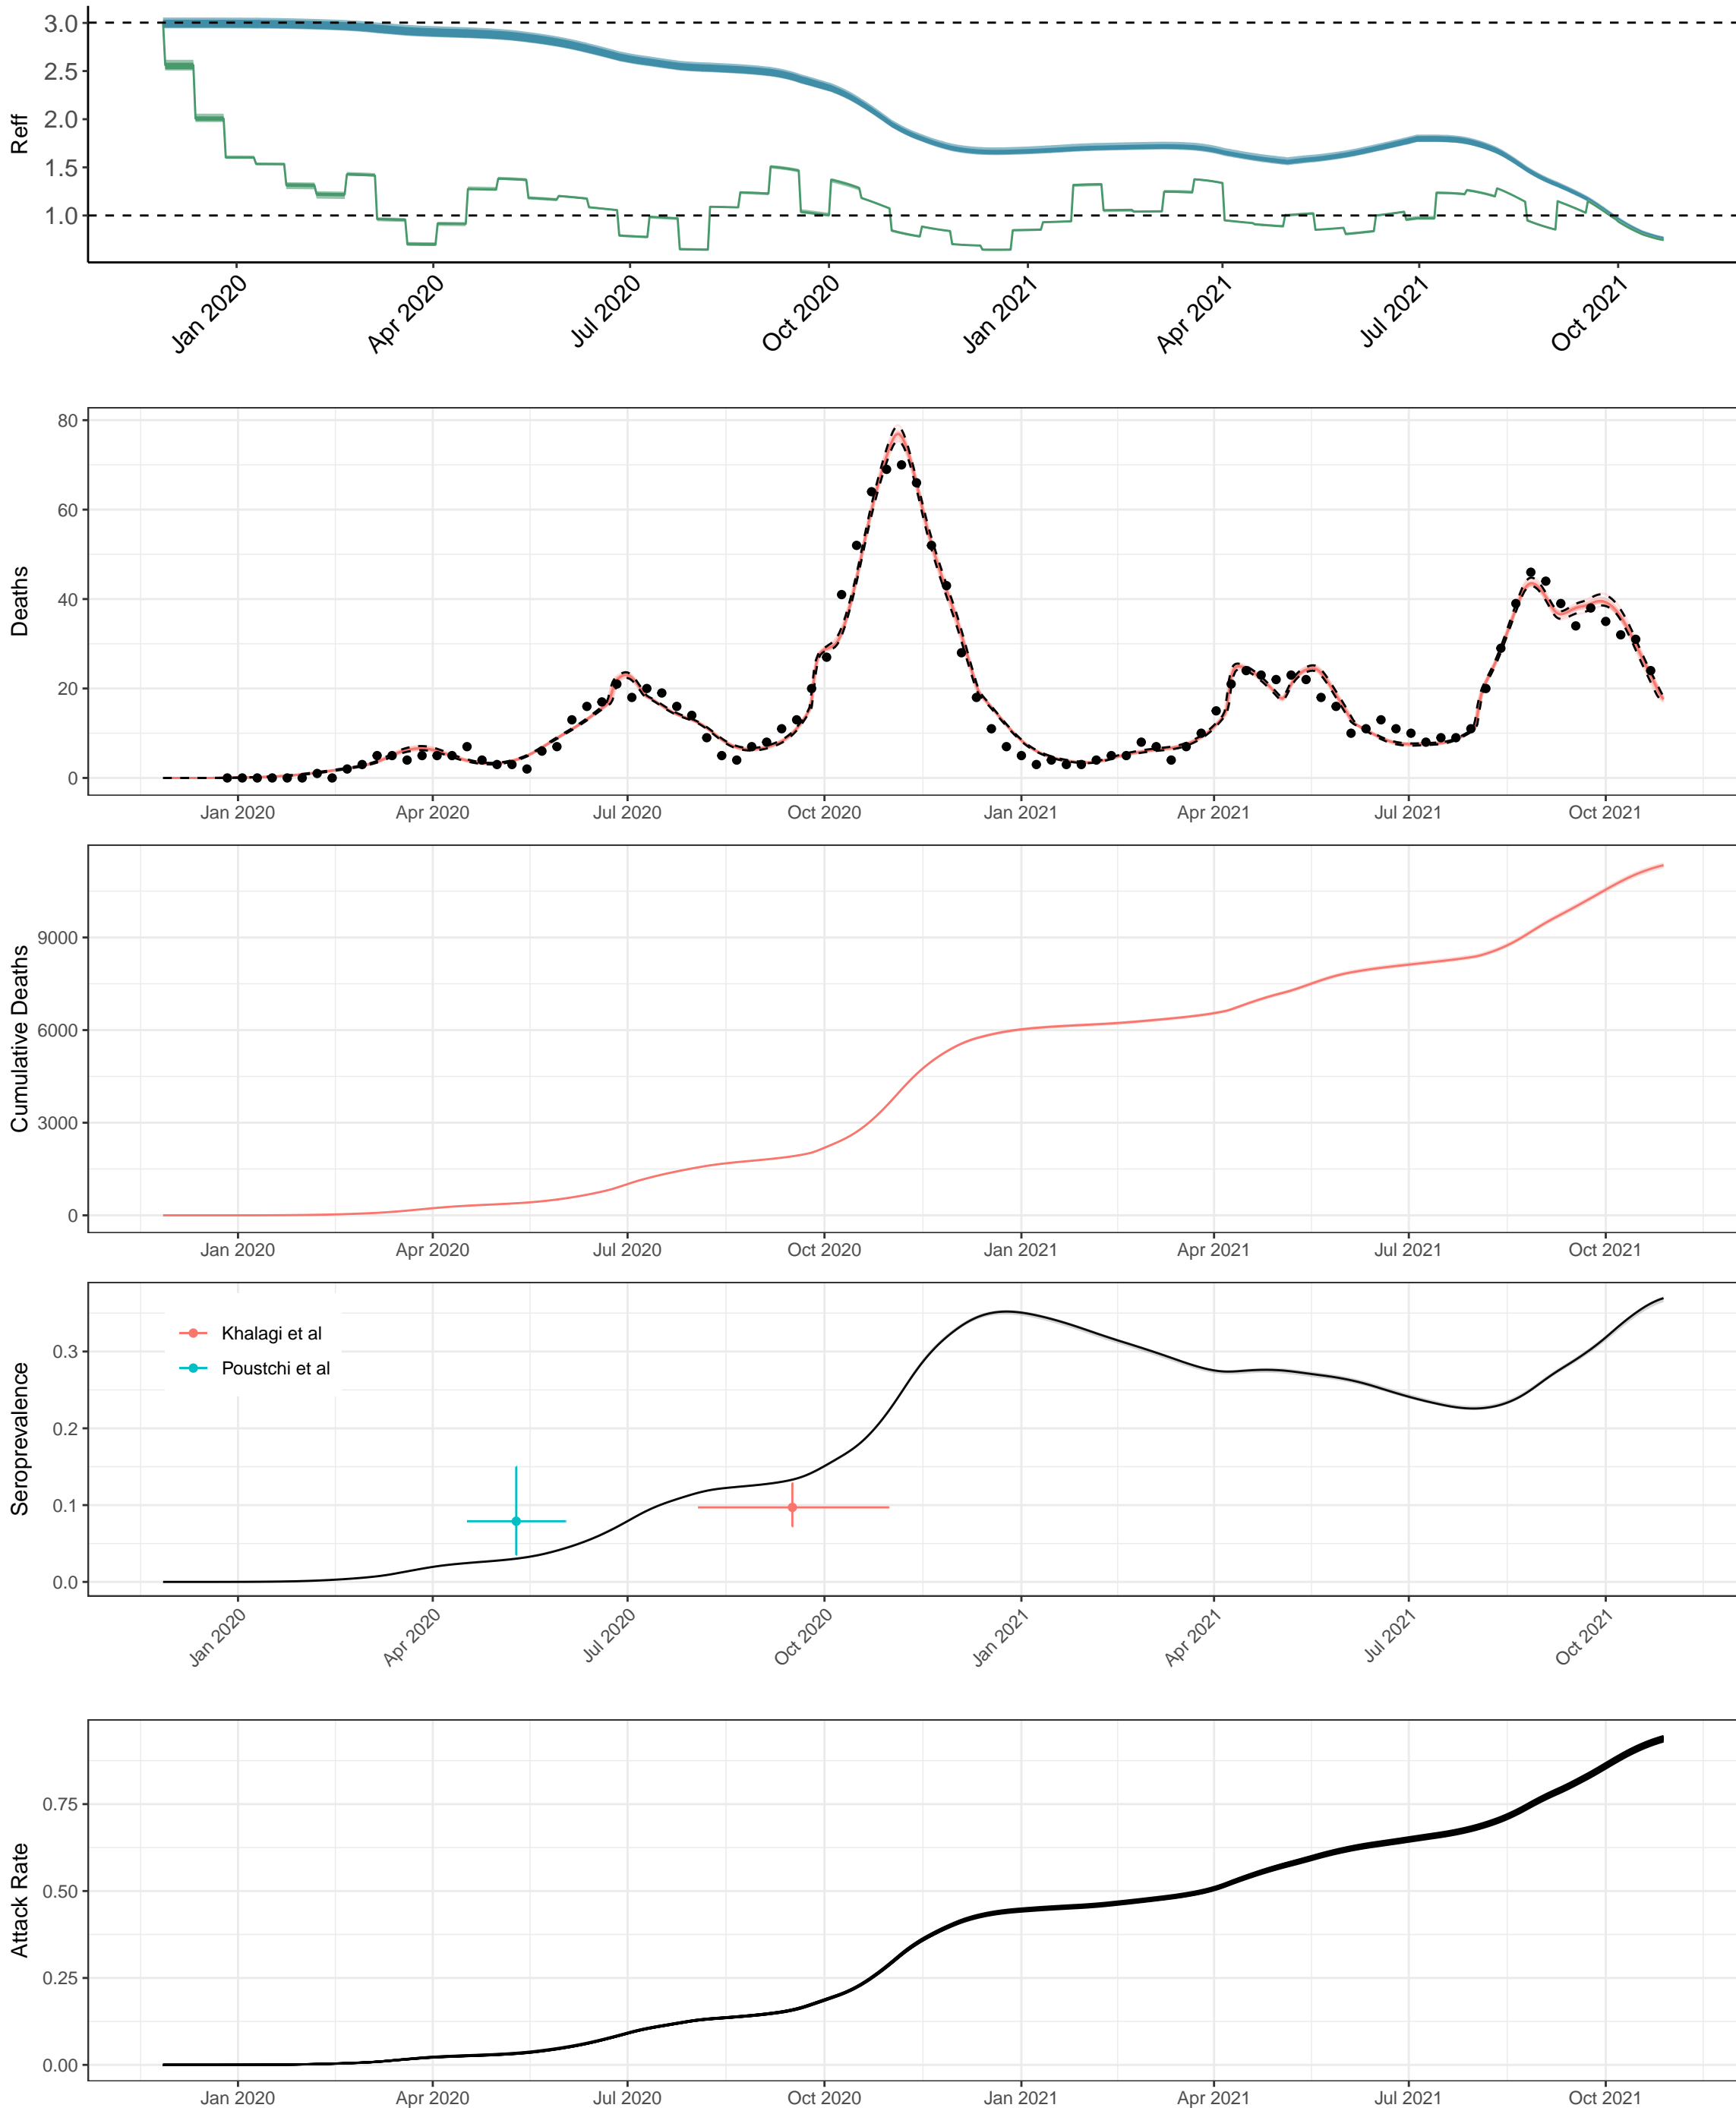 Reff
3.0
2.5
2.0
1.5
1.0
Jan 2020
Apr 2020
Jul 2020
Oct 2020
Jan 2021
Apr 2021
Jul 2021
Oct 2021
Deaths
80
60
40
20
0
Jan 2020
Apr 2020
Jul 2020
Oct 2020
Jan 2021
Apr 2021
Jul 2021
Oct 2021
Cumulative Deaths
9000
6000
3000
0
Jan 2020
Apr 2020
Jul 2020
Oct 2020
Jan 2021
Apr 2021
Jul 2021
Oct 2021
Seroprevalence
0.3
0.2
0.1
0.0
Khalagi et al
Poustchi et al
Jan 2020
Apr 2020
Jul 2020
Oct 2020
Jan 2021
Apr 2021
Jul 2021
Oct 2021
Attack Rate
0.75
0.50
0.25
0.00
Jan 2020
Apr 2020
Jul 2020
Oct 2020
Jan 2021
Apr 2021
Jul 2021
Oct 2021